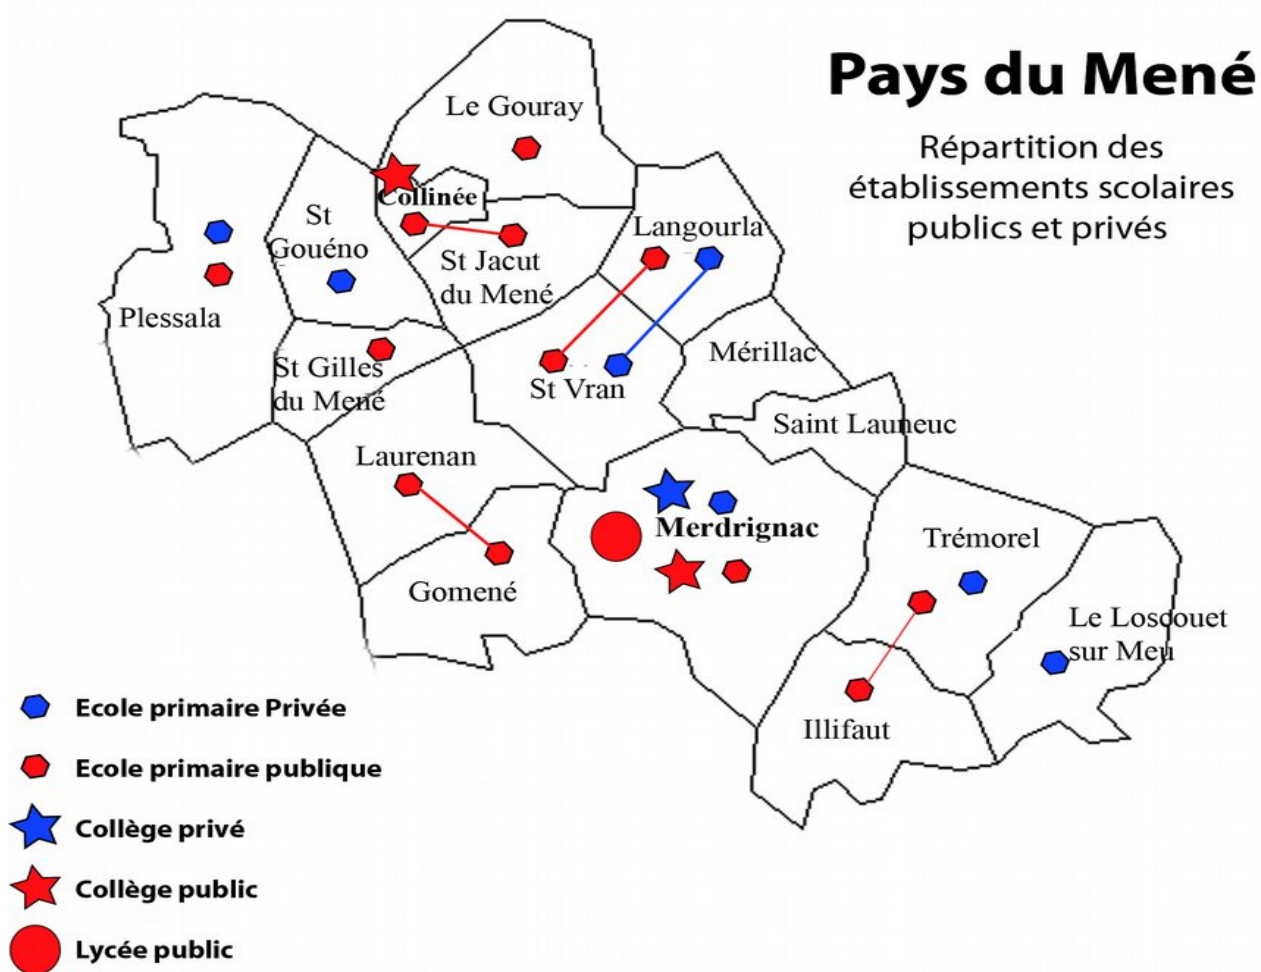 Pays du Mené
Répartition des
établissements scolaires
publics et privés
Le Gouray
Collinée
St
Gouéno
Langourla
St Jacut
du Mené
Plessala
Mérillac
St Gilles
du Mené
St Vran
Saint Launeuc
Laurenan
Merdrignac
Trémorel
Gomené
Le Loscouet
sur Meu
Illifaut
Ecole primaire Privée
Ecole primaire publique
Collège privé
Collège public
Lycée public